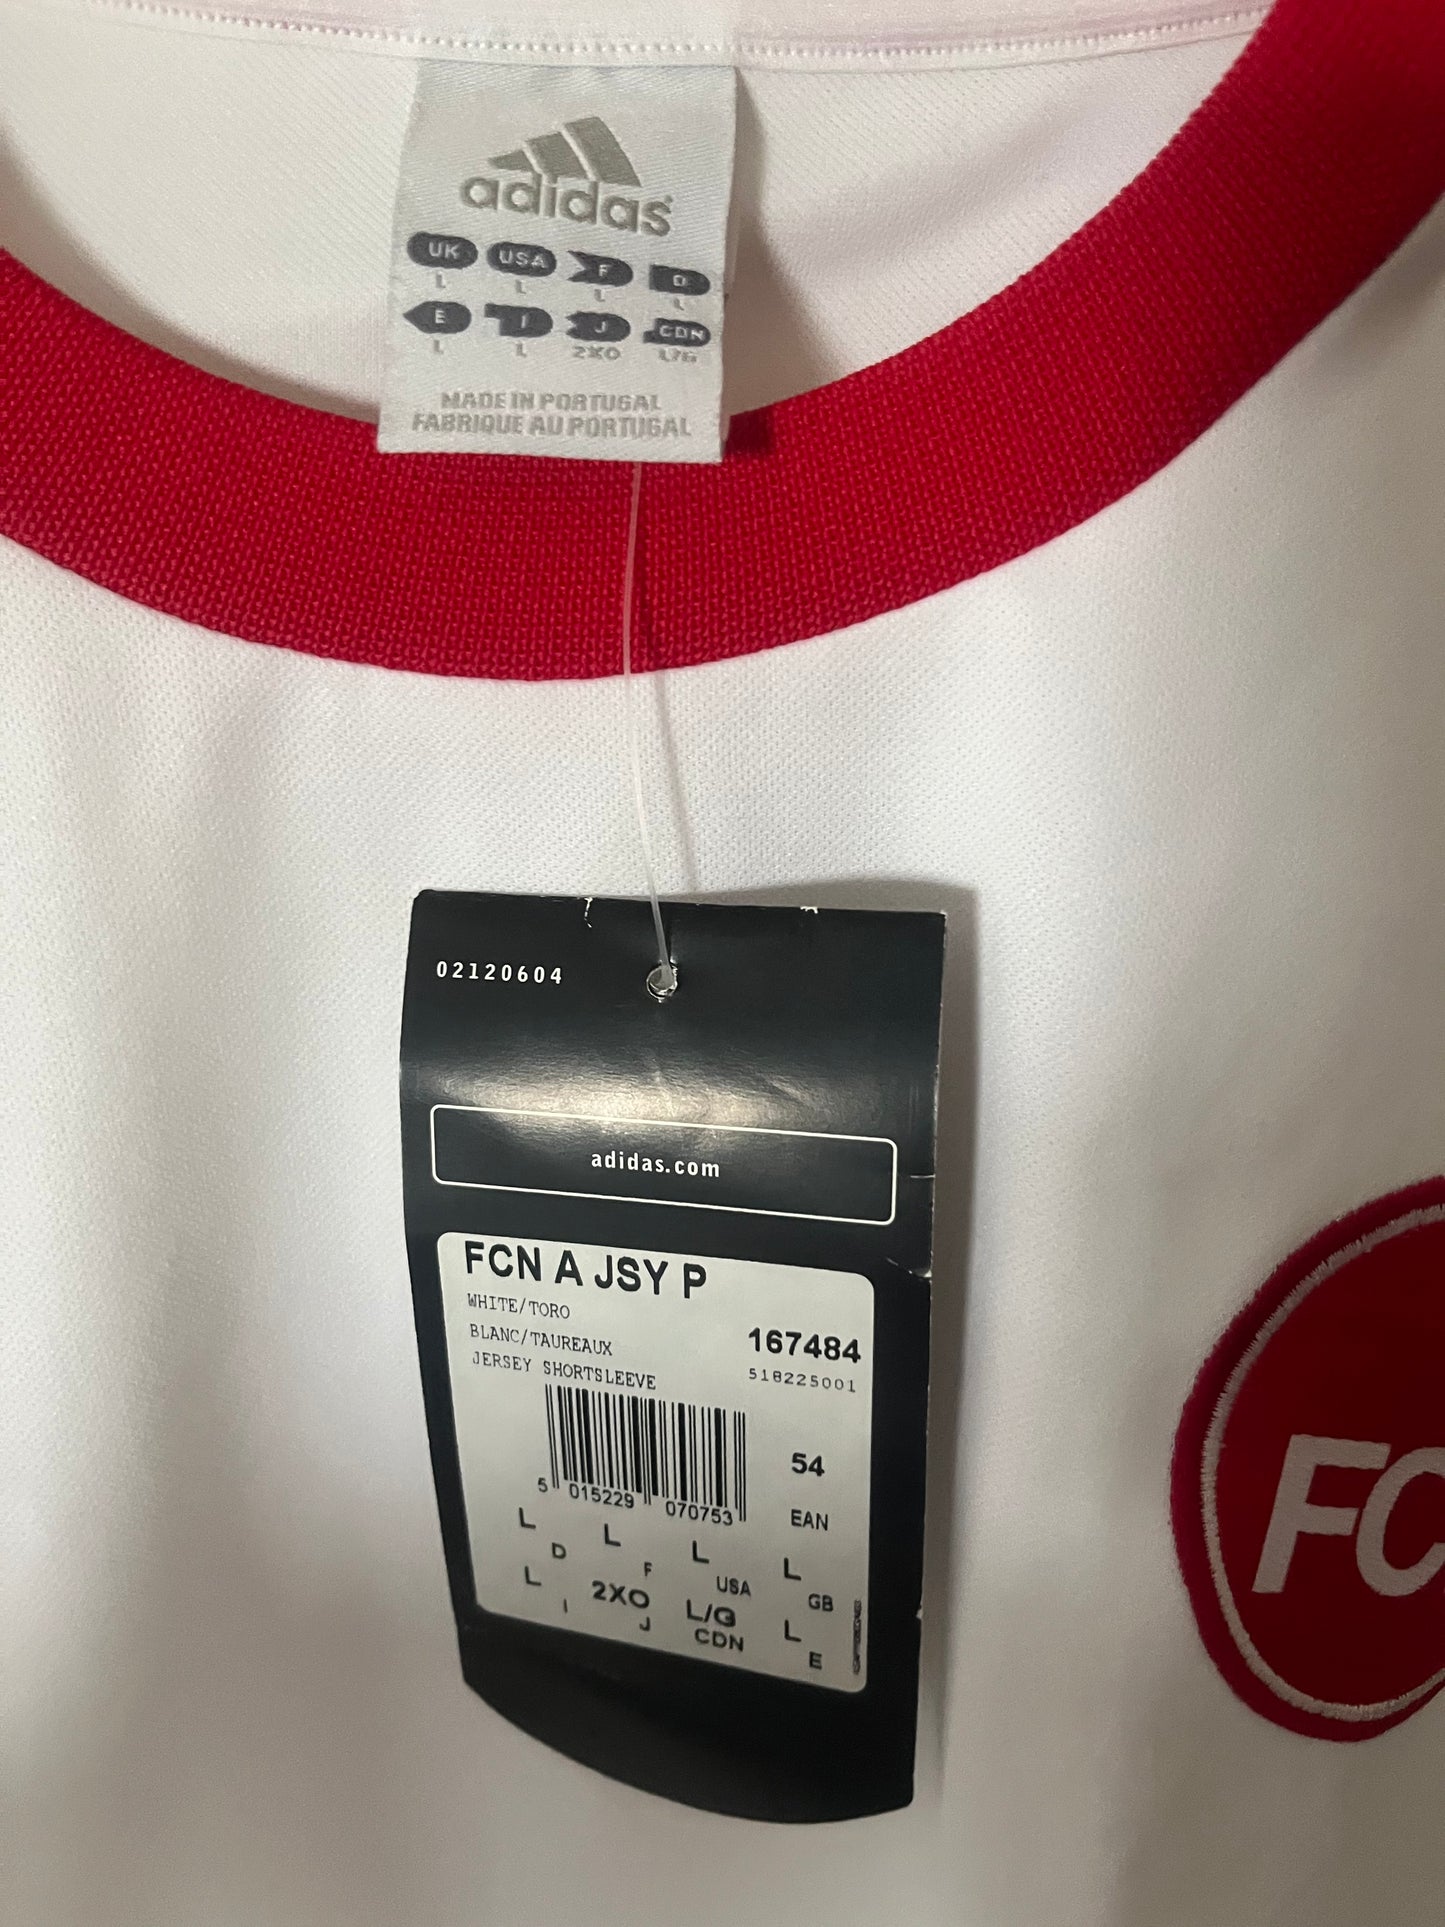 adidas
UK USA F D
L L L L
E I J CDN
L L 2XO L/G
MADE IN PORTUGAL
FABRIQUE AU PORTUGAL
02120604
adidas.com
FCN A JSY P
WHITE/TORO
BLANC/TAUREAUX
167484
JERSEY SHORTSLEEVE
518225001
54
5 015229 070753
EAN
L L L L
D F USA GB
L 2XO L/G L
I J CDN E
FC